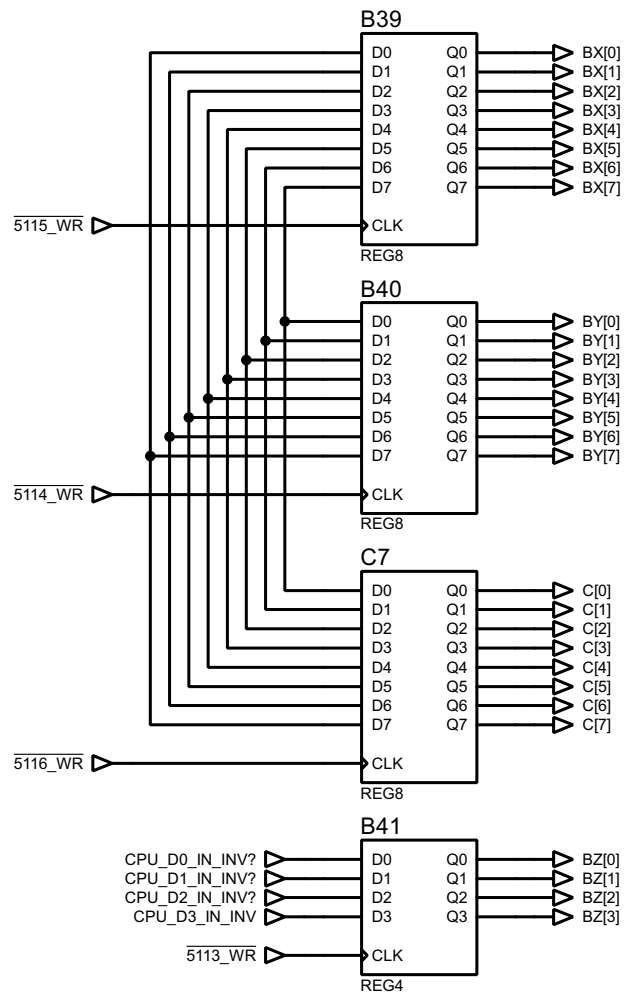 B39
D0 Q0 BX[0]
D1 Q1 BX[1]
D2 Q2 BX[2]
D3 Q3 BX[3]
D4 Q4 BX[4]
D5 Q5 BX[5]
D6 Q6 BX[6]
D7 Q7 BX[7]
5115_WR CLK
REG8
B40
D0 Q0 BY[0]
D1 Q1 BY[1]
D2 Q2 BY[2]
D3 Q3 BY[3]
D4 Q4 BY[4]
D5 Q5 BY[5]
D6 Q6 BY[6]
D7 Q7 BY[7]
5114_WR CLK
REG8
C7
D0 Q0 C[0]
D1 Q1 C[1]
D2 Q2 C[2]
D3 Q3 C[3]
D4 Q4 C[4]
D5 Q5 C[5]
D6 Q6 C[6]
D7 Q7 C[7]
5116_WR CLK
REG8
B41
CPU_D0_IN_INV? D0 Q0 BZ[0]
CPU_D1_IN_INV? D1 Q1 BZ[1]
CPU_D2_IN_INV? D2 Q2 BZ[2]
CPU_D3_IN_INV D3 Q3 BZ[3]
5113_WR CLK
REG4